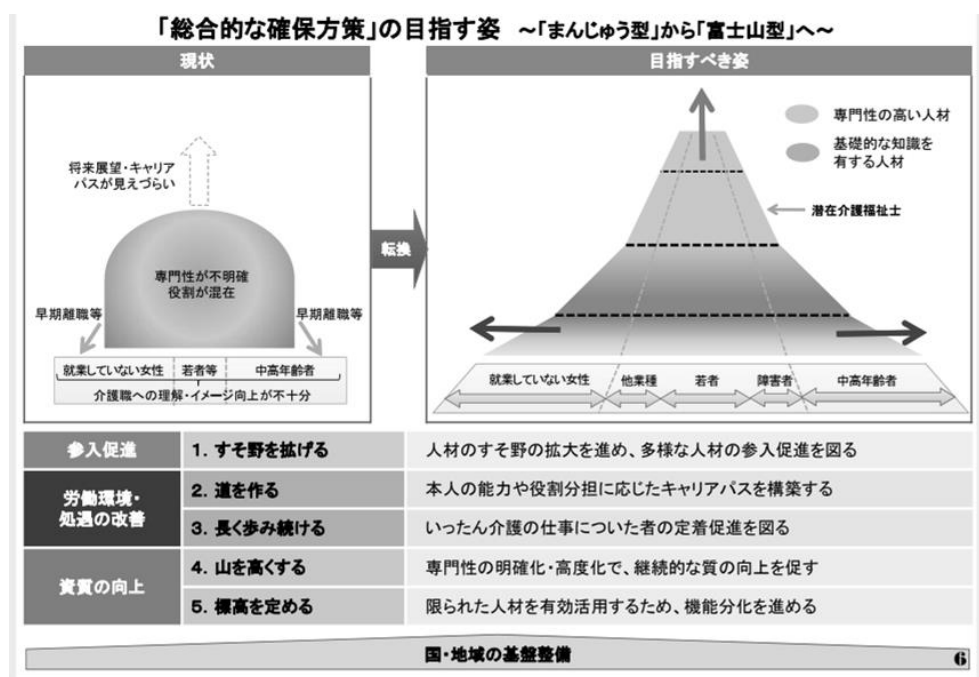 「総合的な確保方策」の目指す姿 ～「まんじゅう型」から「富士山型」へ～
現状
将来展望・キャリア
パスが見えづらい
専門性が不明確
役割が混在
早期離職等
早期離職等
就業していない女性 若者等 中高年齢者
介護職への理解・イメージ向上が不十分
転換
目指すべき姿
専門性の高い人材
基礎的な知識を
有する人材
潜在介護福祉士
就業していない女性 他業種 若者 障害者 中高年齢者
参入促進
1. すそ野を拡げる
人材のすそ野の拡大を進め、多様な人材の参入促進を図る
労働環境・
処遇の改善
2. 道を作る
本人の能力や役割分担に応じたキャリアパスを構築する
3. 長く歩み続ける
いったん介護の仕事についた者の定着促進を図る
資質の向上
4. 山を高くする
専門性の明確化・高度化で、継続的な質の向上を促す
5. 標高を定める
限られた人材を有効活用するため、機能分化を進める
国・地域の基盤整備
6